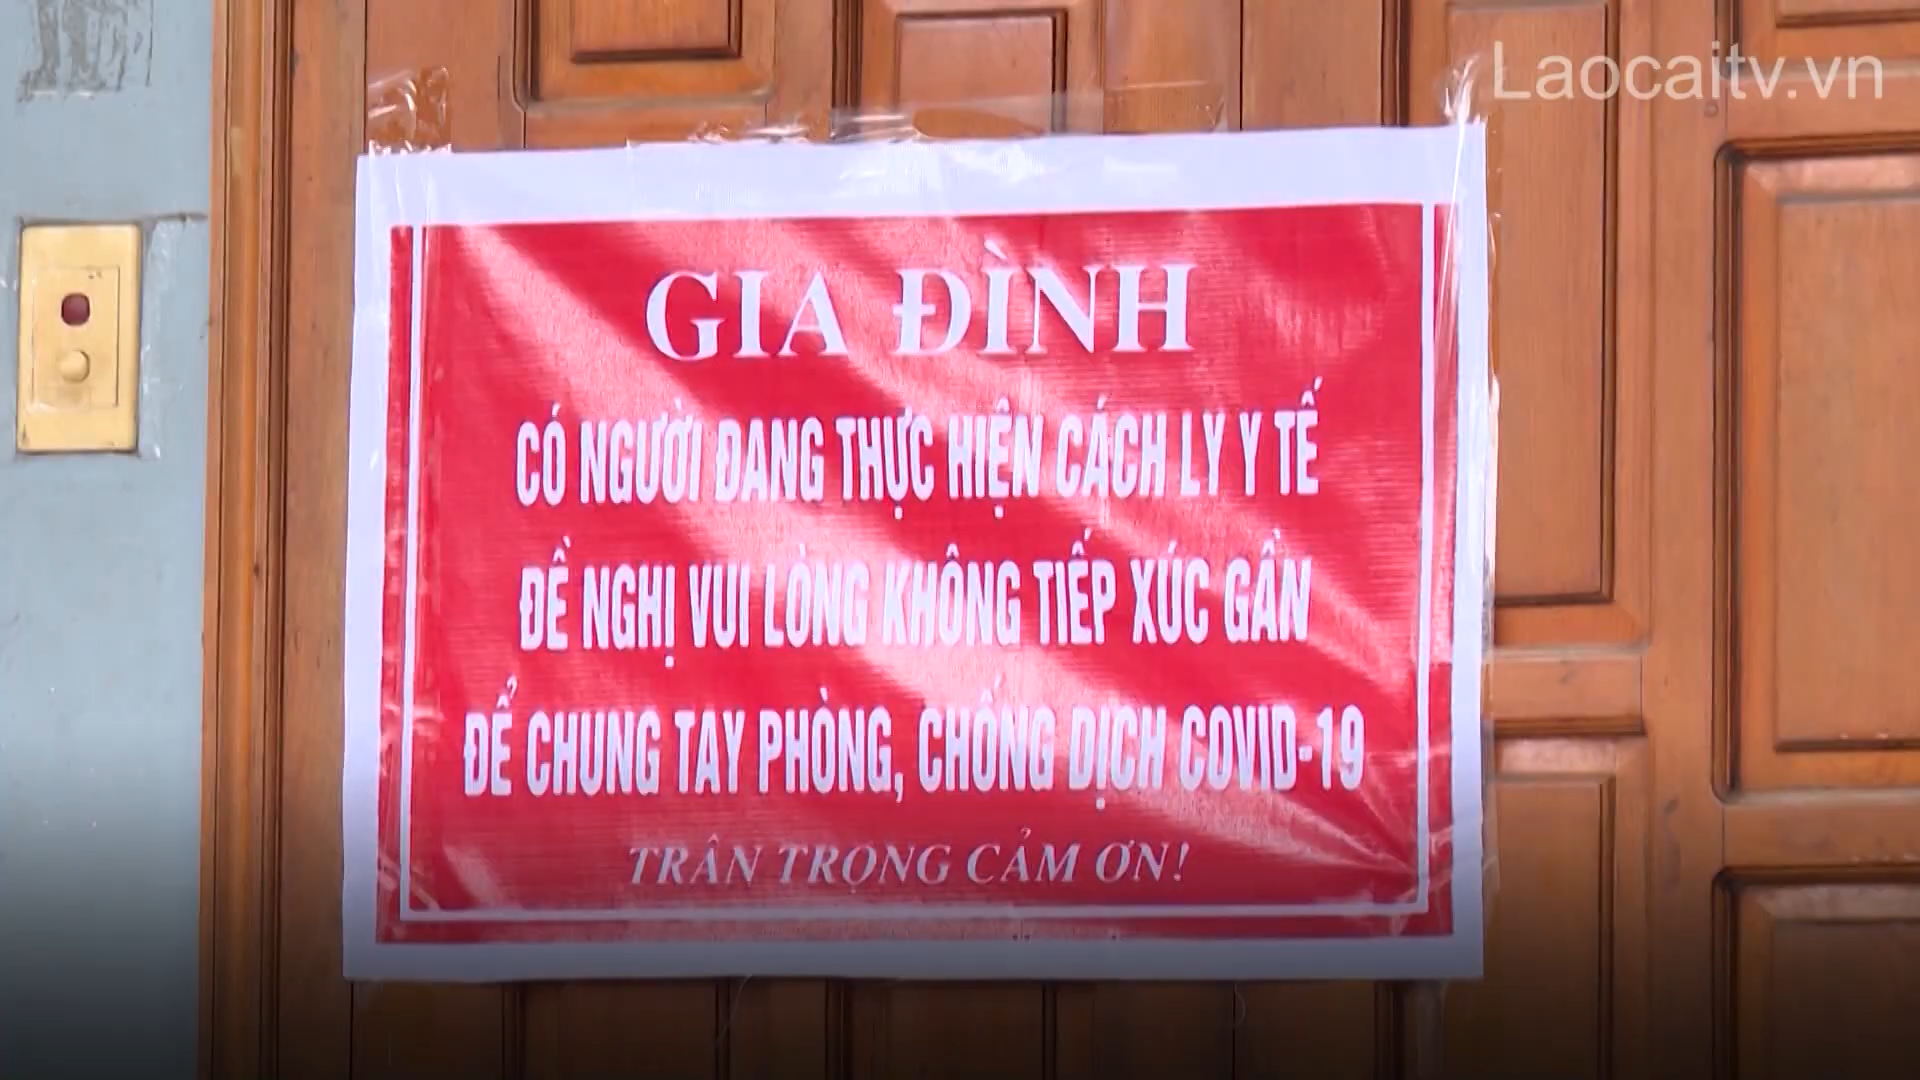 Laocaitv.vn
GIA ĐÌNH
CÓ NGƯỜI ĐANG THỰC HIỆN CÁCH LY Y TẾ
ĐỀ NGHỊ VUI LÒNG KHÔNG TIẾP XÚC GẦN
ĐỂ CHUNG TAY PHÒNG, CHỐNG DỊCH COVID-19
TRÂN TRỌNG CẢM ƠN!